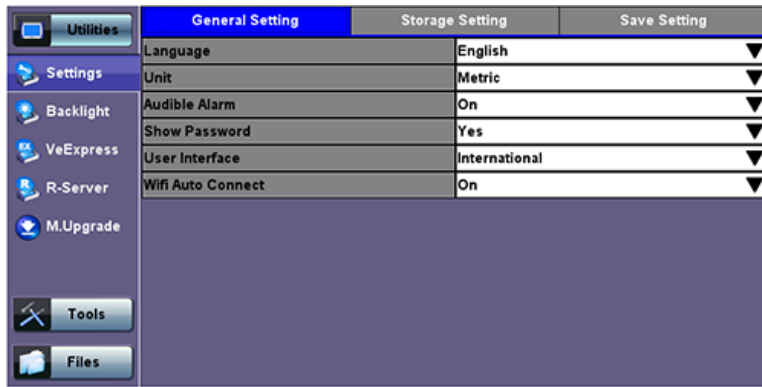 Utilities
Settings
Backlight
VeExpress
R-Server
M.Upgrade
Tools
Files
General Setting Storage Setting Save Setting
Language English
Unit Metric
Audible Alarm On
Show Password Yes
User Interface International
Wifi Auto Connect On